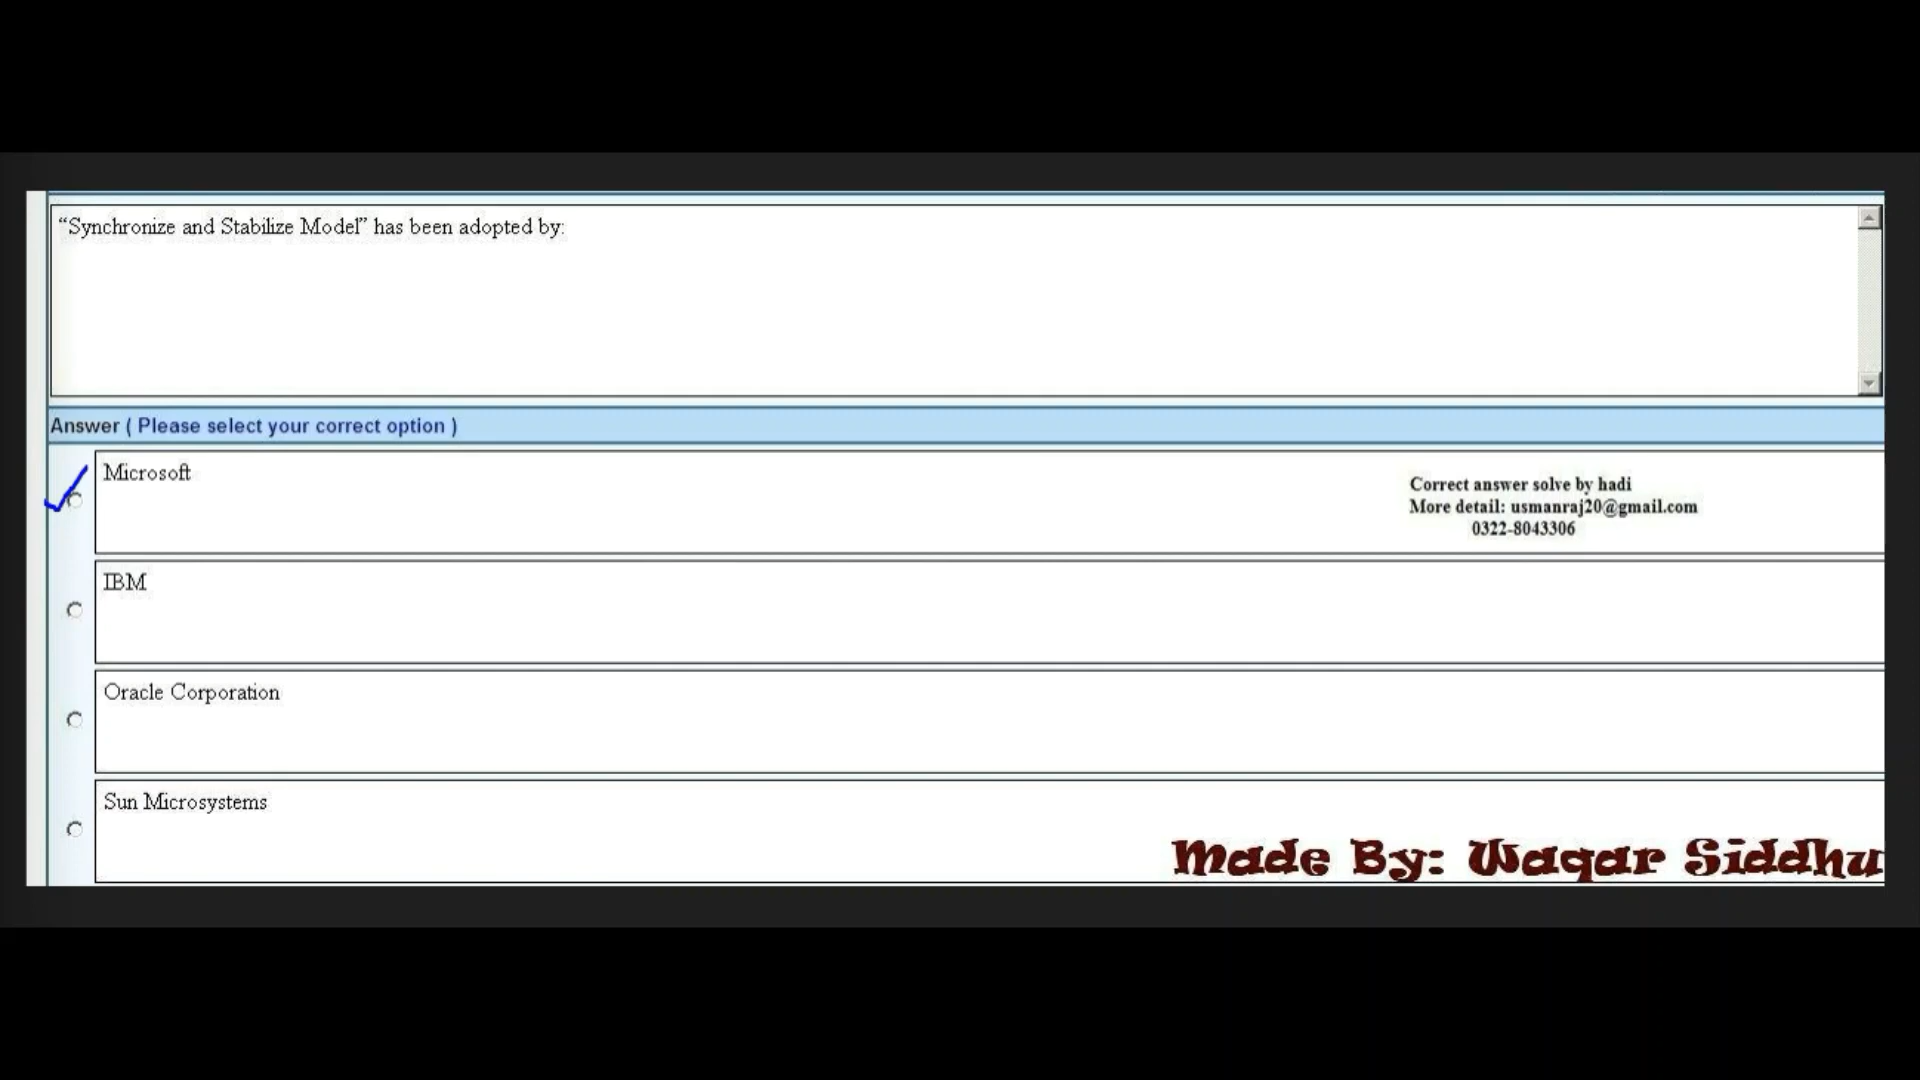 “Synchronize and Stabilize Model” has been adopted by:
Answer ( Please select your correct option )
Microsoft
Correct answer solve by hadi
More detail: usmanraj20@gmail.com
0322-8043306
IBM
Oracle Corporation
Sun Microsystems
Made By: Waqar Siddhu